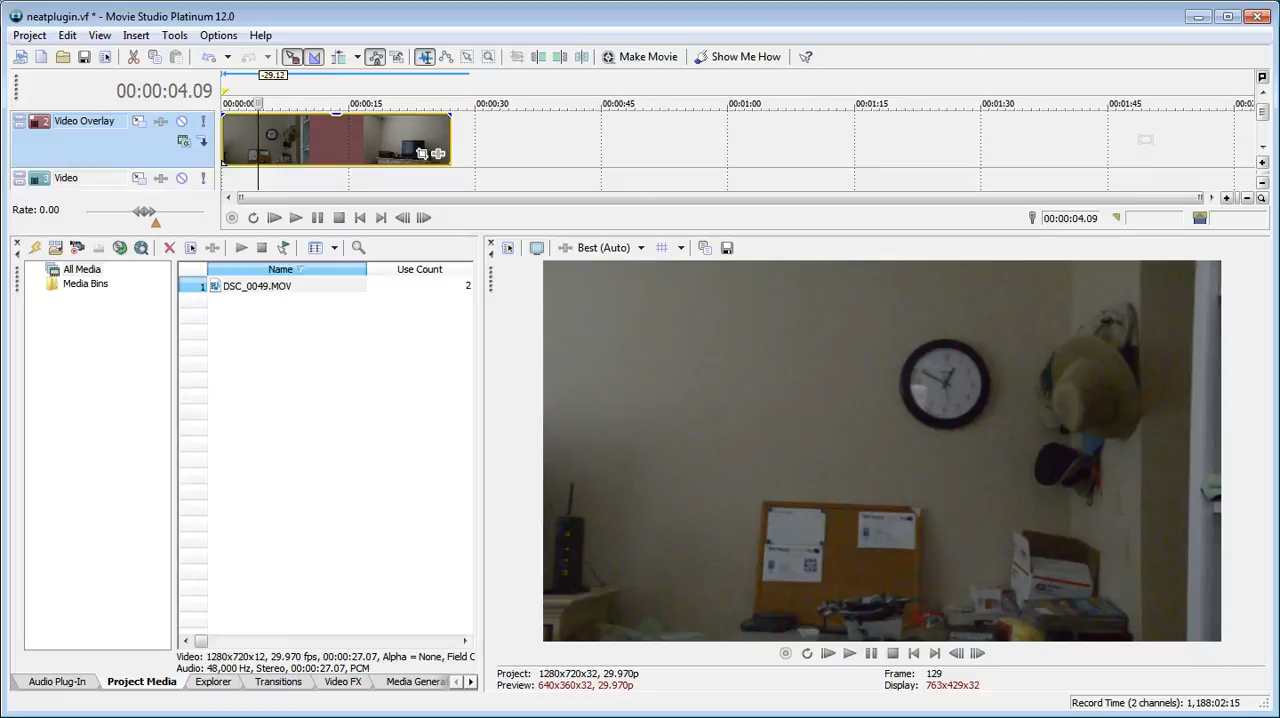 neatplugin.vf * - Movie Studio Platinum 12.0
Project Edit View Insert Tools Options Help
Make Movie Show Me How
-29.12
00:00:04.09
00:00:00 00:00:15 00:00:30 00:00:45 00:01:00 00:01:15 00:01:30 00:01:45
2 Video Overlay
3 Video
Rate: 0.00
00:00:04.09
Best (Auto)
All Media
Media Bins
Name Use Count
1 DSC_0049.MOV 2
Video: 1280x720x12, 29.970 fps, 00:00:27.07, Alpha = None, Field O
Audio: 48,000 Hz, Stereo, 00:00:27.07, PCM
Audio Plug-In Project Media Explorer Transitions Video FX Media Genera
Project: 1280x720x32, 29.970p
Preview: 640x360x32, 29.970p
Frame: 129
Display: 763x429x32
Record Time (2 channels): 1,188:02:15